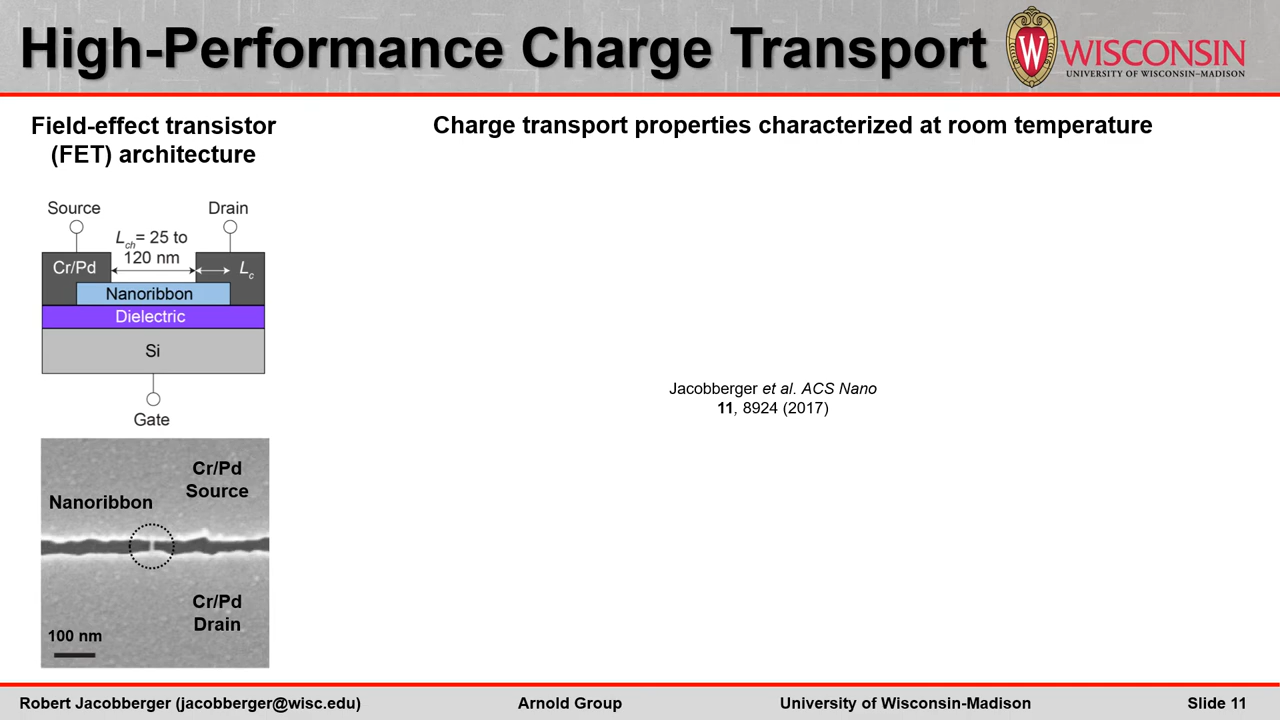 High-Performance Charge Transport
W
WISCONSIN
UNIVERSITY OF WISCONSIN–MADISON
Field-effect transistor
(FET) architecture
Charge transport properties characterized at room temperature
Source
Drain
Lch= 25 to
120 nm
Cr/Pd
Lc
Nanoribbon
Dielectric
Si
Gate
Jacobberger et al. ACS Nano
11, 8924 (2017)
Cr/Pd
Source
Nanoribbon
Cr/Pd
Drain
100 nm
Robert Jacobberger (jacobberger@wisc.edu)
Arnold Group
University of Wisconsin-Madison
Slide 11